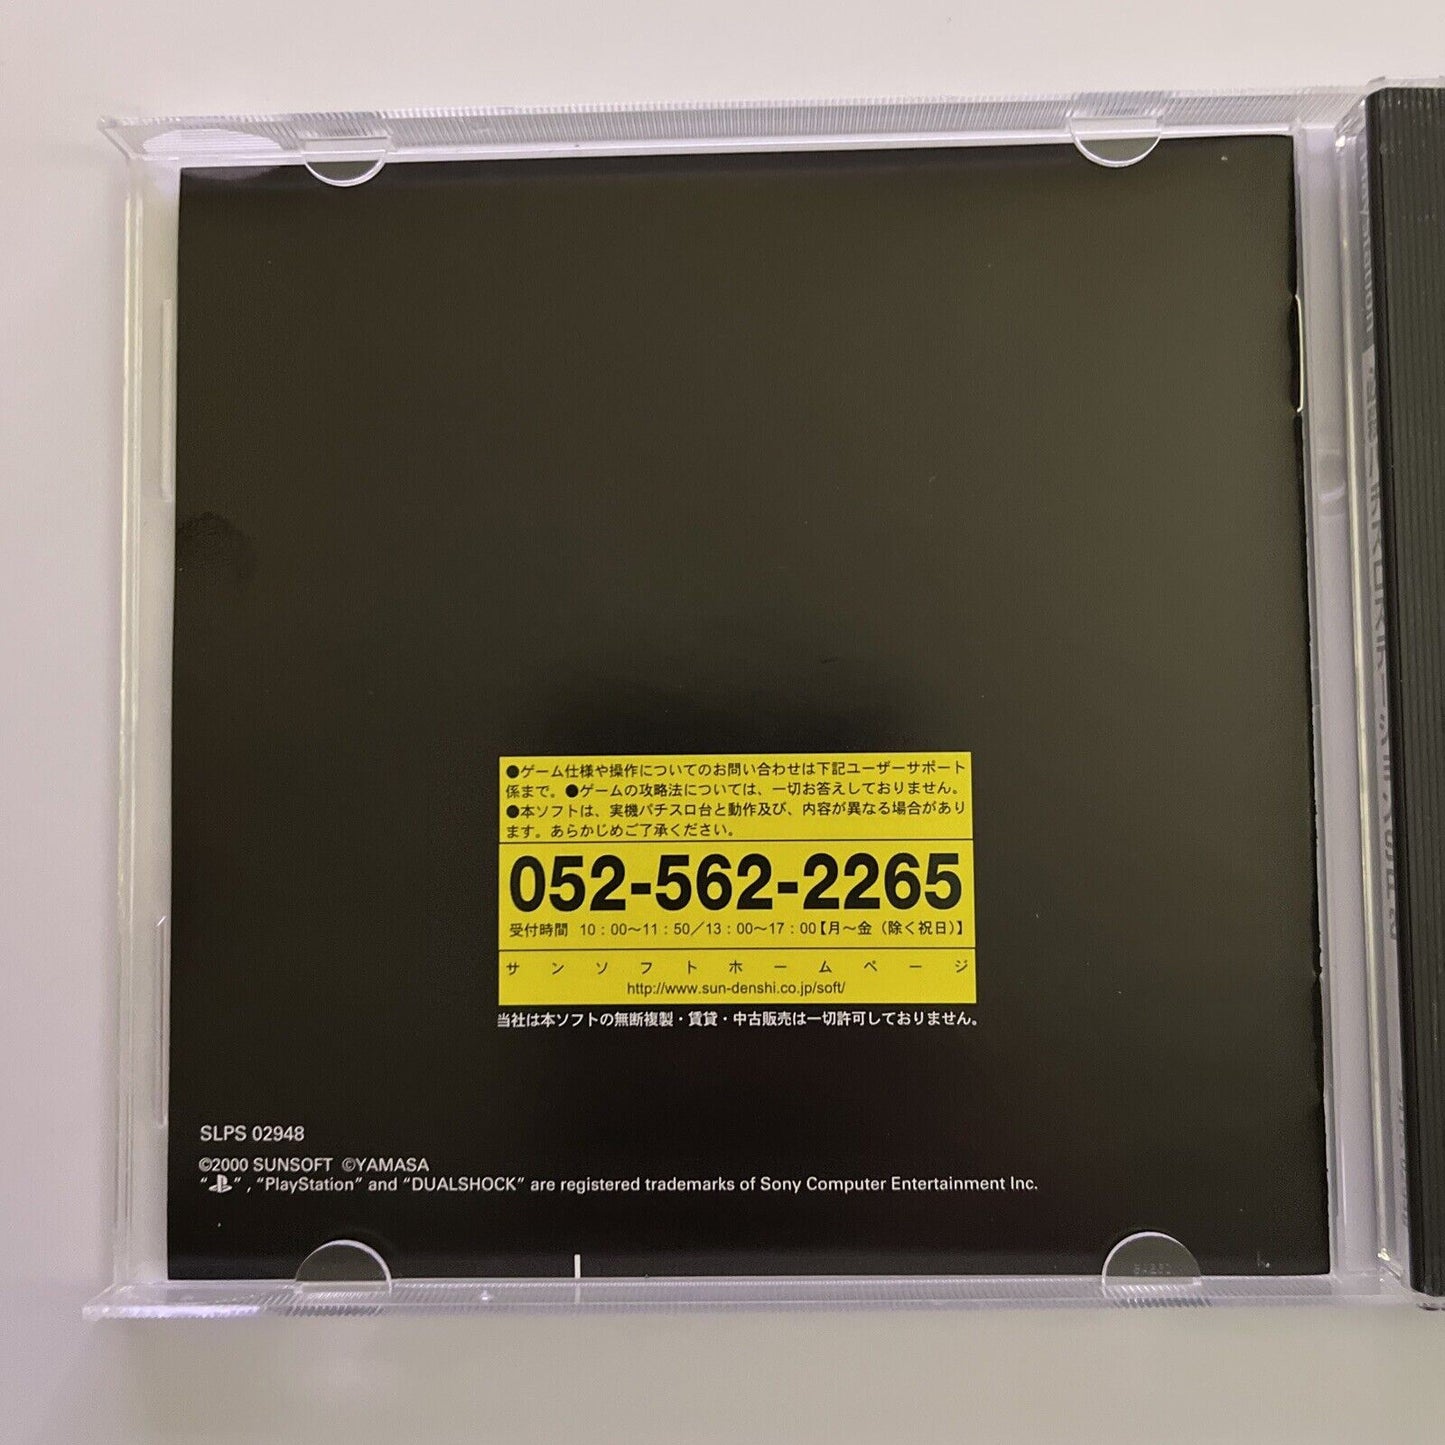 ●ゲーム仕様や操作についてのお問い合わせは下記ユーザーサポート
係まで。●ゲームの攻略法については、一切お答えしておりません。
●本ソフトは、実機パチスロ台と動作及び、内容が異なる場合があり
ます。あらかじめご了承ください。
052-562-2265
受付時間 10：00〜11：50／13：00〜17：00【月〜金（除く祝日）】
サンソフトホームページ
http://www.sun-denshi.co.jp/soft/
当社は本ソフトの無断複製・賃貸・中古販売は一切許可しておりません。
SLPS 02948
©2000 SUNSOFT ©YAMASA
“ ” , “PlayStation” and “DUALSHOCK” are registered trademarks of Sony Computer Entertainment Inc.
PlayStation